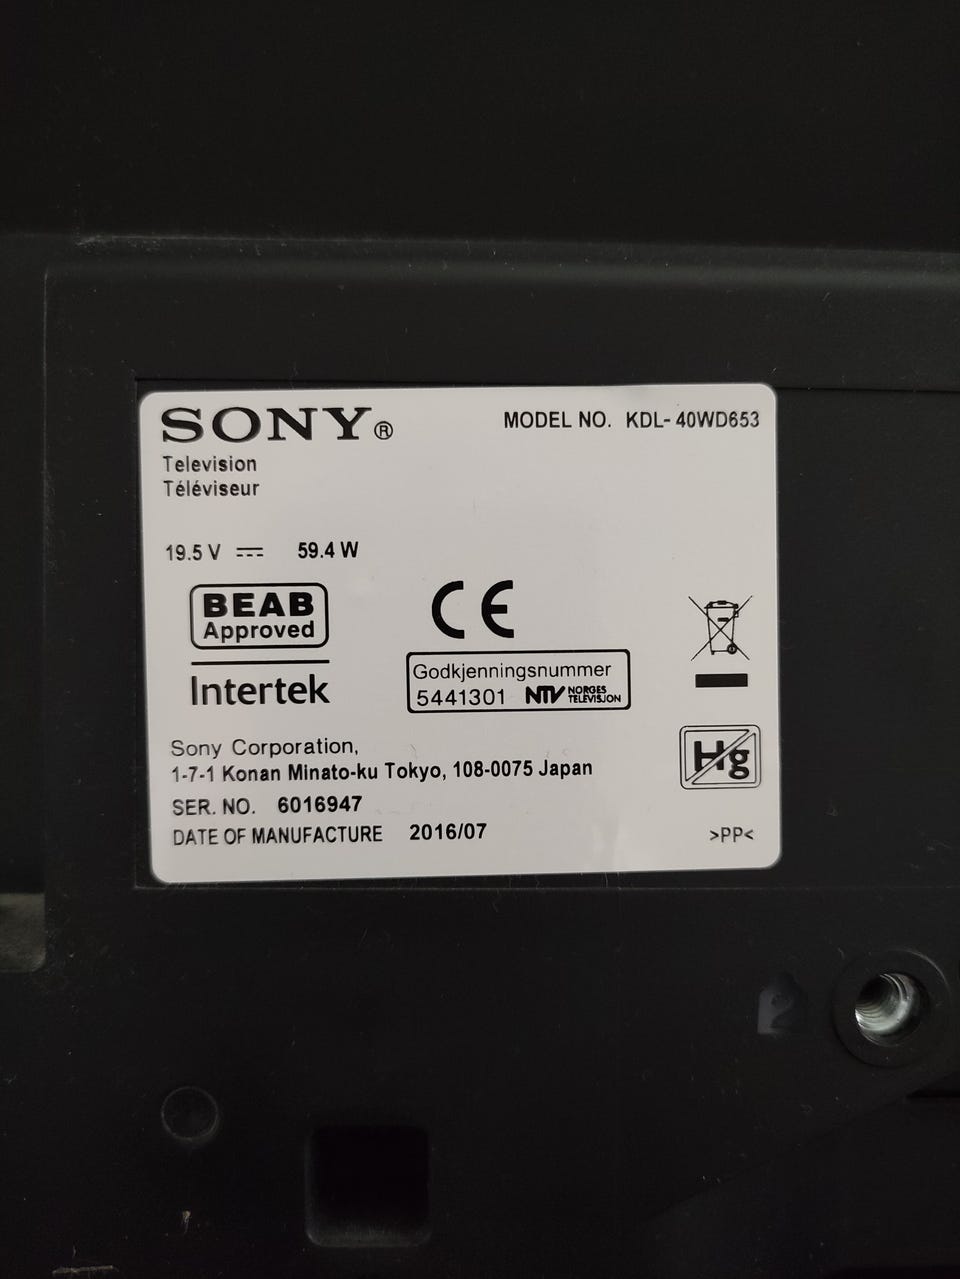 SONY® MODEL NO. KDL-40WD653
Television
Téléviseur
19.5 V 59.4 W
BEAB
Approved
Intertek
CE
Godkjenningsnummer
5441301 NTV NORGES TELEVISJON
Hg
Sony Corporation,
1-7-1 Konan Minato-ku Tokyo, 108-0075 Japan
SER. NO. 6016947
DATE OF MANUFACTURE 2016/07
>PP<
2